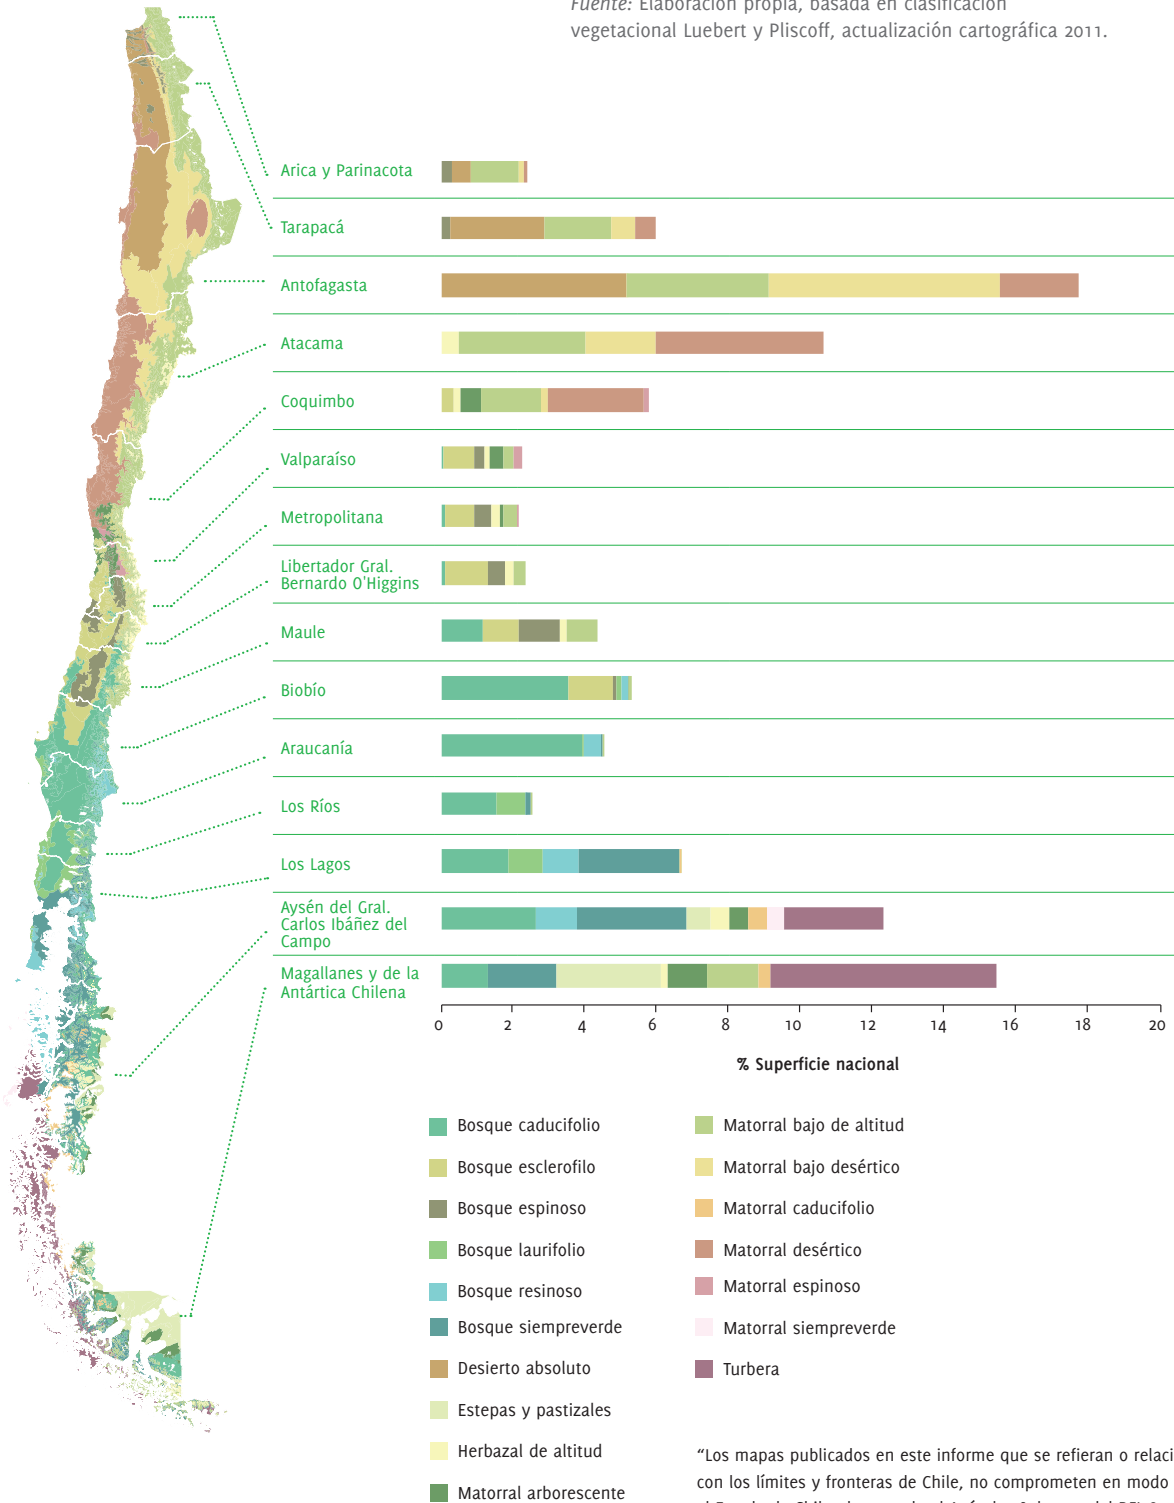 Fuente: Elaboración propia, basada en clasificación
vegetacional Luebert y Pliscoff, actualización cartográfica 2011.
Arica y Parinacota
Tarapacá
Antofagasta
Atacama
Coquimbo
Valparaíso
Metropolitana
Libertador Gral.
Bernardo O'Higgins
Maule
Biobío
Araucanía
Los Ríos
Los Lagos
Aysén del Gral.
Carlos Ibáñez del
Campo
Magallanes y de la
Antártica Chilena
0 2 4 6 8 10 12 14 16 18 20
% Superficie nacional
Bosque caducifolio
Bosque esclerofilo
Bosque espinoso
Bosque laurifolio
Bosque resinoso
Bosque siempreverde
Desierto absoluto
Estepas y pastizales
Herbazal de altitud
Matorral arborescente
Matorral bajo de altitud
Matorral bajo desértico
Matorral caducifolio
Matorral desértico
Matorral espinoso
Matorral siempreverde
Turbera
“Los mapas publicados en este informe que se refieran o relaci
con los límites y fronteras de Chile, no comprometen en modo